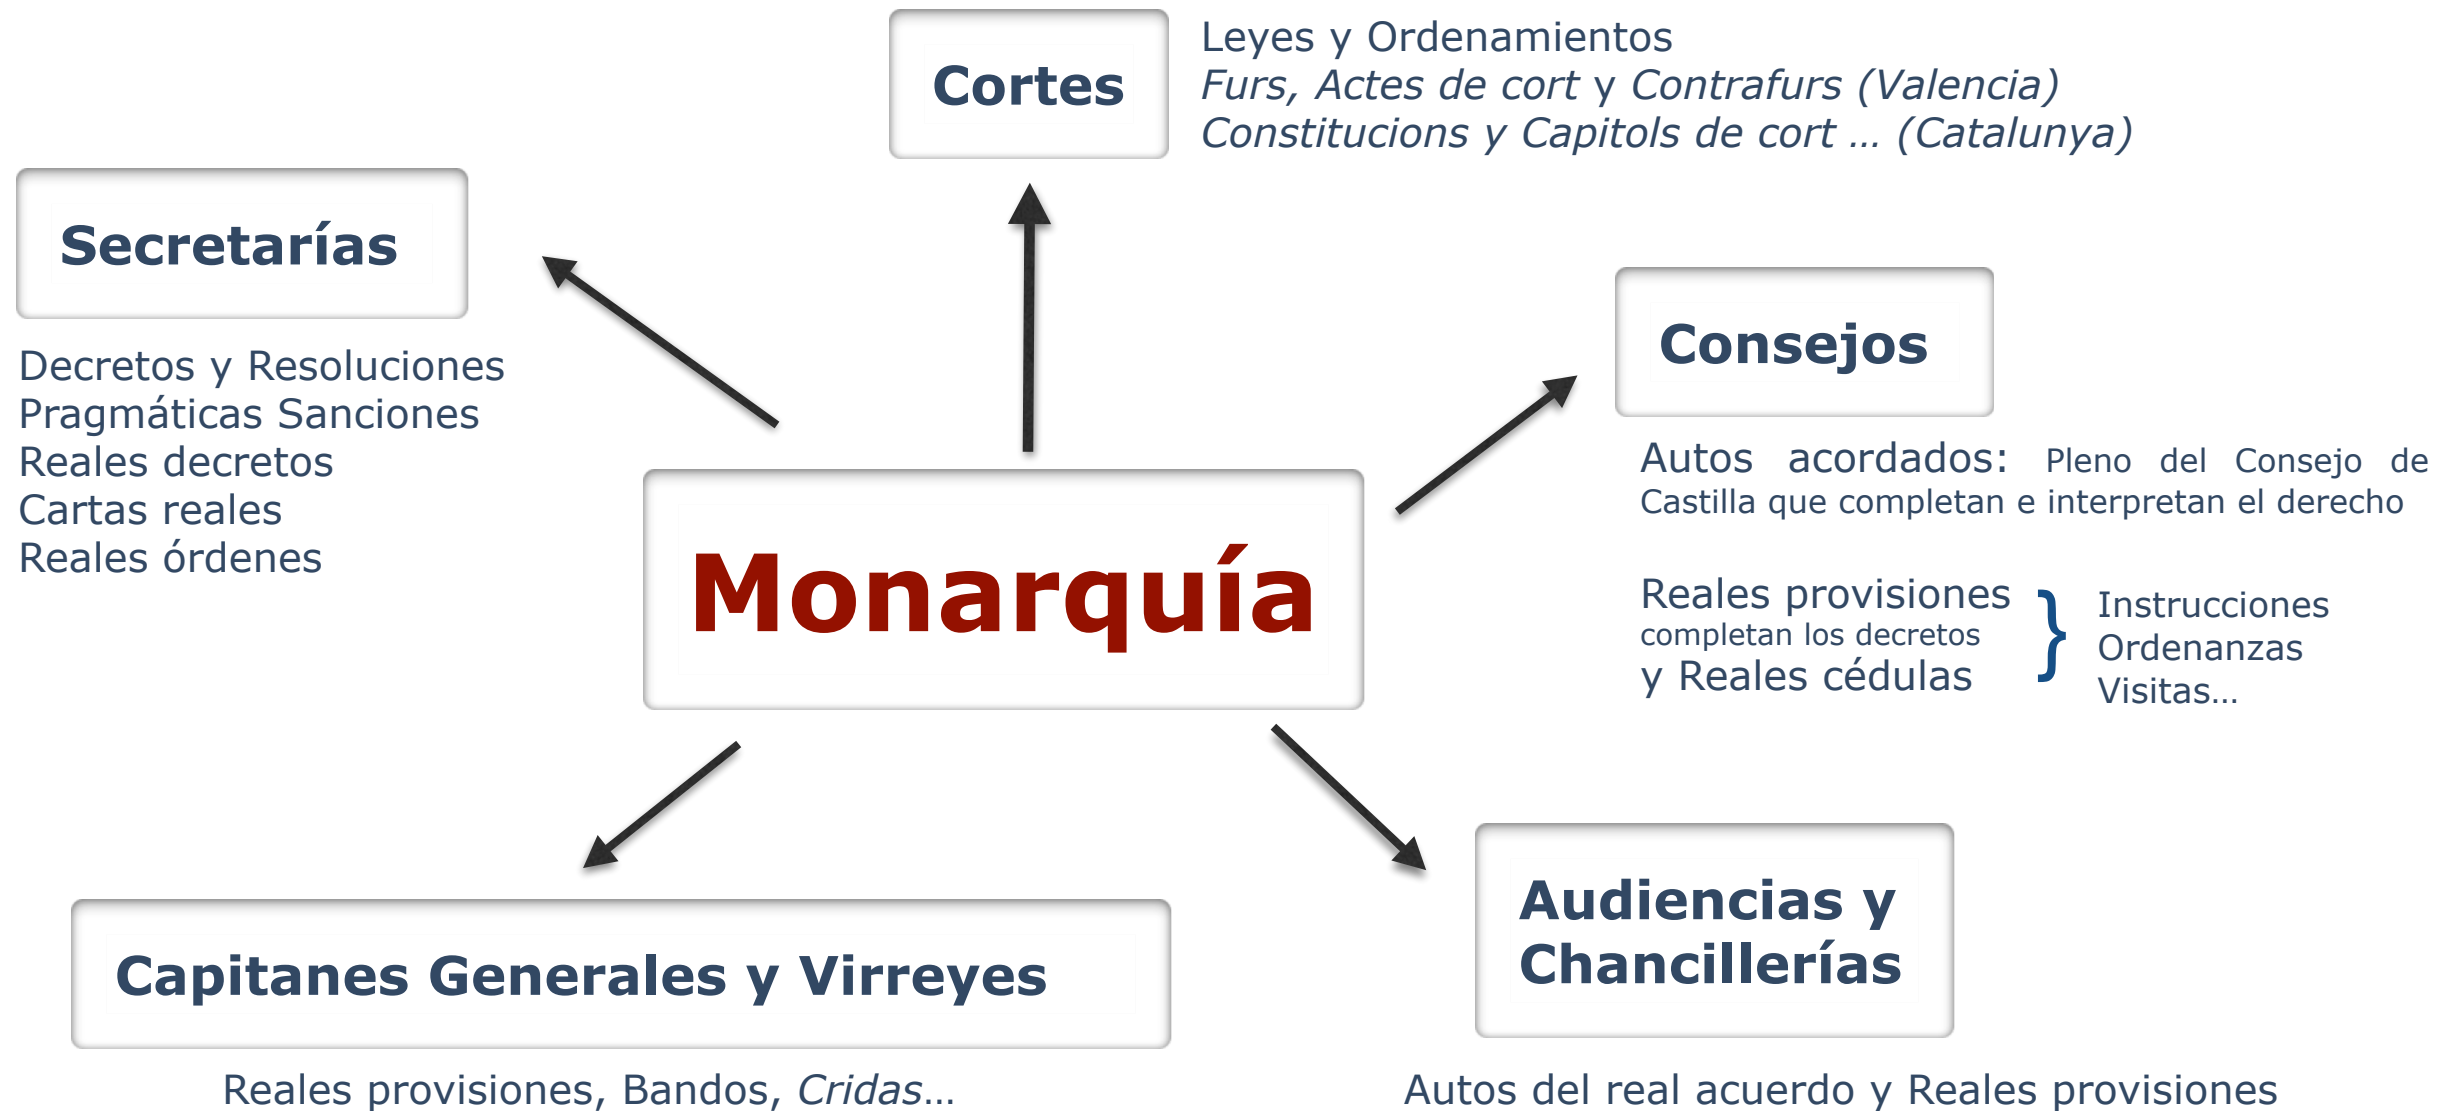 Cortes
Leyes y Ordenamientos
Furs, Actes de cort y Contrafurs (Valencia)
Constitucions y Capitols de cort … (Catalunya)
Secretarías
Decretos y Resoluciones
Pragmáticas Sanciones
Reales decretos
Cartas reales
Reales órdenes
Consejos
Autos acordados: Pleno del Consejo de
Castilla que completan e interpretan el derecho
Reales provisiones
completan los decretos
y Reales cédulas
}
Instrucciones
Ordenanzas
Visitas…
Monarquía
Capitanes Generales y Virreyes
Reales provisiones, Bandos, Cridas…
Audiencias y
Chancillerías
Autos del real acuerdo y Reales provisiones